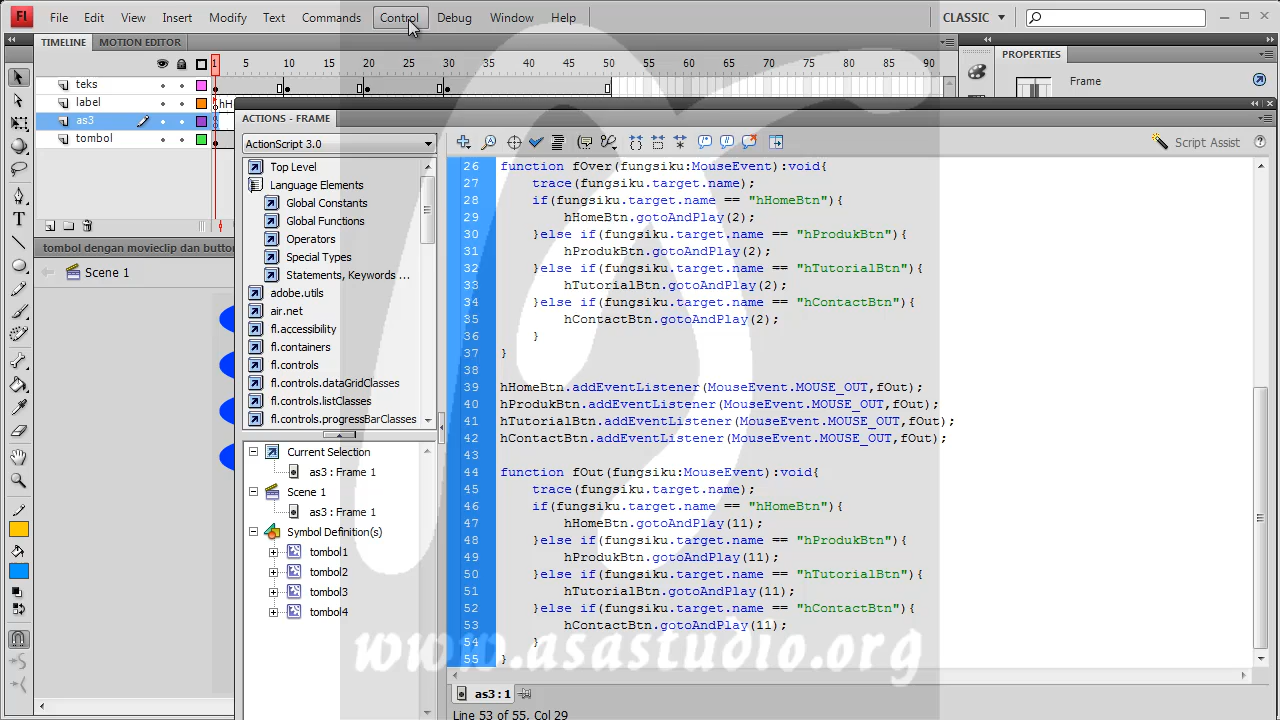 Fl File Edit View Insert Modify Text Commands Control Debug Window Help CLASSIC
TIMELINE MOTION EDITOR PROPERTIES
1 5 10 15 20 25 30 35 40 45 50 55 60 65 70 75 80 85 90
teks
label
as3
tombol
Frame
ACTIONS - FRAME
ActionScript 3.0
Script Assist
Top Level
Language Elements
Global Constants
Global Functions
Operators
Special Types
Statements, Keywords ...
adobe.utils
air.net
fl.accessibility
fl.containers
fl.controls
fl.controls.dataGridClasses
fl.controls.listClasses
fl.controls.progressBarClasses
tombol dengan movieclip dan button
Scene 1
Current Selection
as3 : Frame 1
Scene 1
as3 : Frame 1
Symbol Definition(s)
tombol1
tombol2
tombol3
tombol4
26 function fOver(fungsiku:MouseEvent):void{
27 trace(fungsiku.target.name);
28 if(fungsiku.target.name == "hHomeBtn"){
29 hHomeBtn.gotoAndPlay(2);
30 }else if(fungsiku.target.name == "hProdukBtn"){
31 hProdukBtn.gotoAndPlay(2);
32 }else if(fungsiku.target.name == "hTutorialBtn"){
33 hTutorialBtn.gotoAndPlay(2);
34 }else if(fungsiku.target.name == "hContactBtn"){
35 hContactBtn.gotoAndPlay(2);
36 }
37 }
38
39 hHomeBtn.addEventListener(MouseEvent.MOUSE_OUT,fOut);
40 hProdukBtn.addEventListener(MouseEvent.MOUSE_OUT,fOut);
41 hTutorialBtn.addEventListener(MouseEvent.MOUSE_OUT,fOut);
42 hContactBtn.addEventListener(MouseEvent.MOUSE_OUT,fOut);
43
44 function fOut(fungsiku:MouseEvent):void{
45 trace(fungsiku.target.name);
46 if(fungsiku.target.name == "hHomeBtn"){
47 hHomeBtn.gotoAndPlay(11);
48 }else if(fungsiku.target.name == "hProdukBtn"){
49 hProdukBtn.gotoAndPlay(11);
50 }else if(fungsiku.target.name == "hTutorialBtn"){
51 hTutorialBtn.gotoAndPlay(11);
52 }else if(fungsiku.target.name == "hContactBtn"){
53 hContactBtn.gotoAndPlay(11);
54 }
55 }
www.asastudio.org
as3 : 1
Line 53 of 55, Col 29